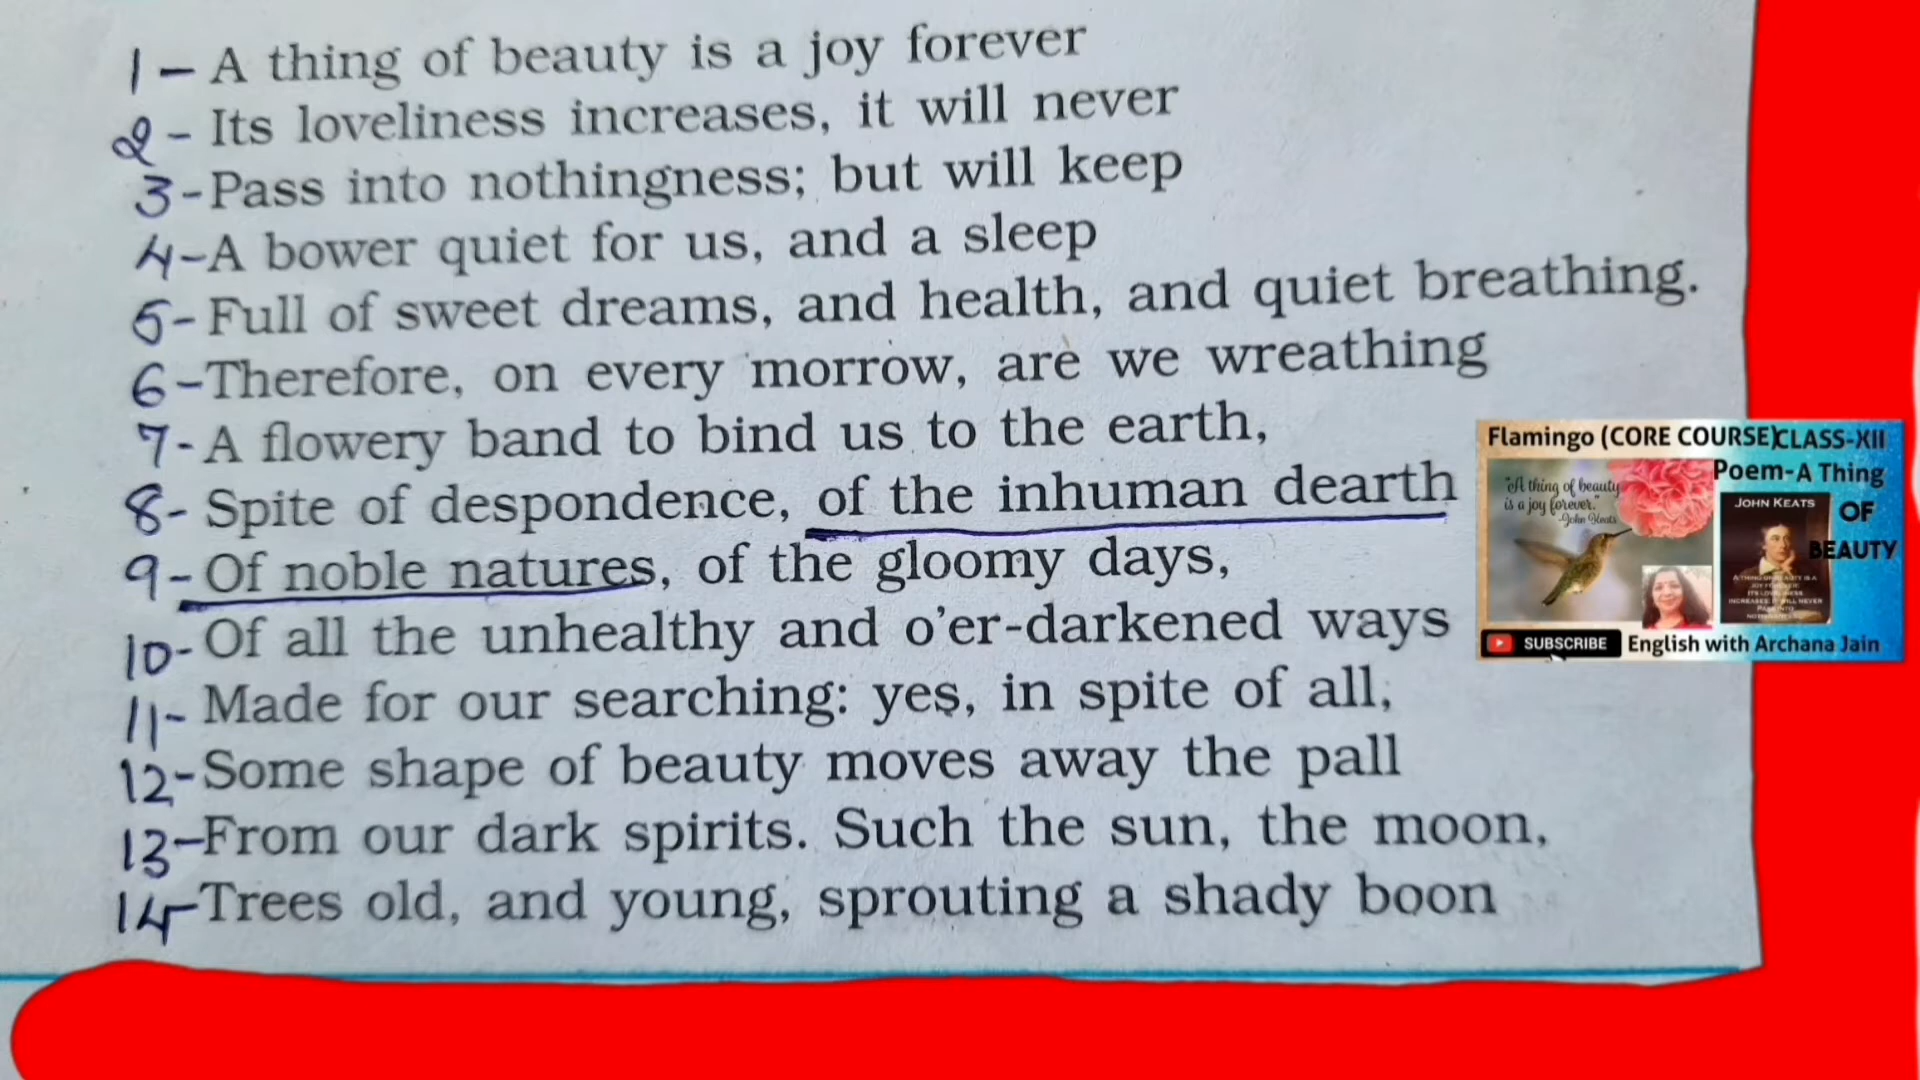 1 - A thing of beauty is a joy forever
2 - Its loveliness increases, it will never
3 - Pass into nothingness; but will keep
4 - A bower quiet for us, and a sleep
5 - Full of sweet dreams, and health, and quiet breathing.
6 - Therefore, on every morrow, are we wreathing
7 - A flowery band to bind us to the earth,
8 - Spite of despondence, of the inhuman dearth
9 - Of noble natures, of the gloomy days,
10 - Of all the unhealthy and o'er-darkened ways
11 - Made for our searching: yes, in spite of all,
12 - Some shape of beauty moves away the pall
13 - From our dark spirits. Such the sun, the moon,
14 - Trees old, and young, sprouting a shady boon
Flamingo (CORE COURSE)CLASS-XII
Poem-A Thing
OF
BEAUTY
"A thing of beauty
is a joy forever."
-John Keats
JOHN KEATS
SUBSCRIBE
English with Archana Jain